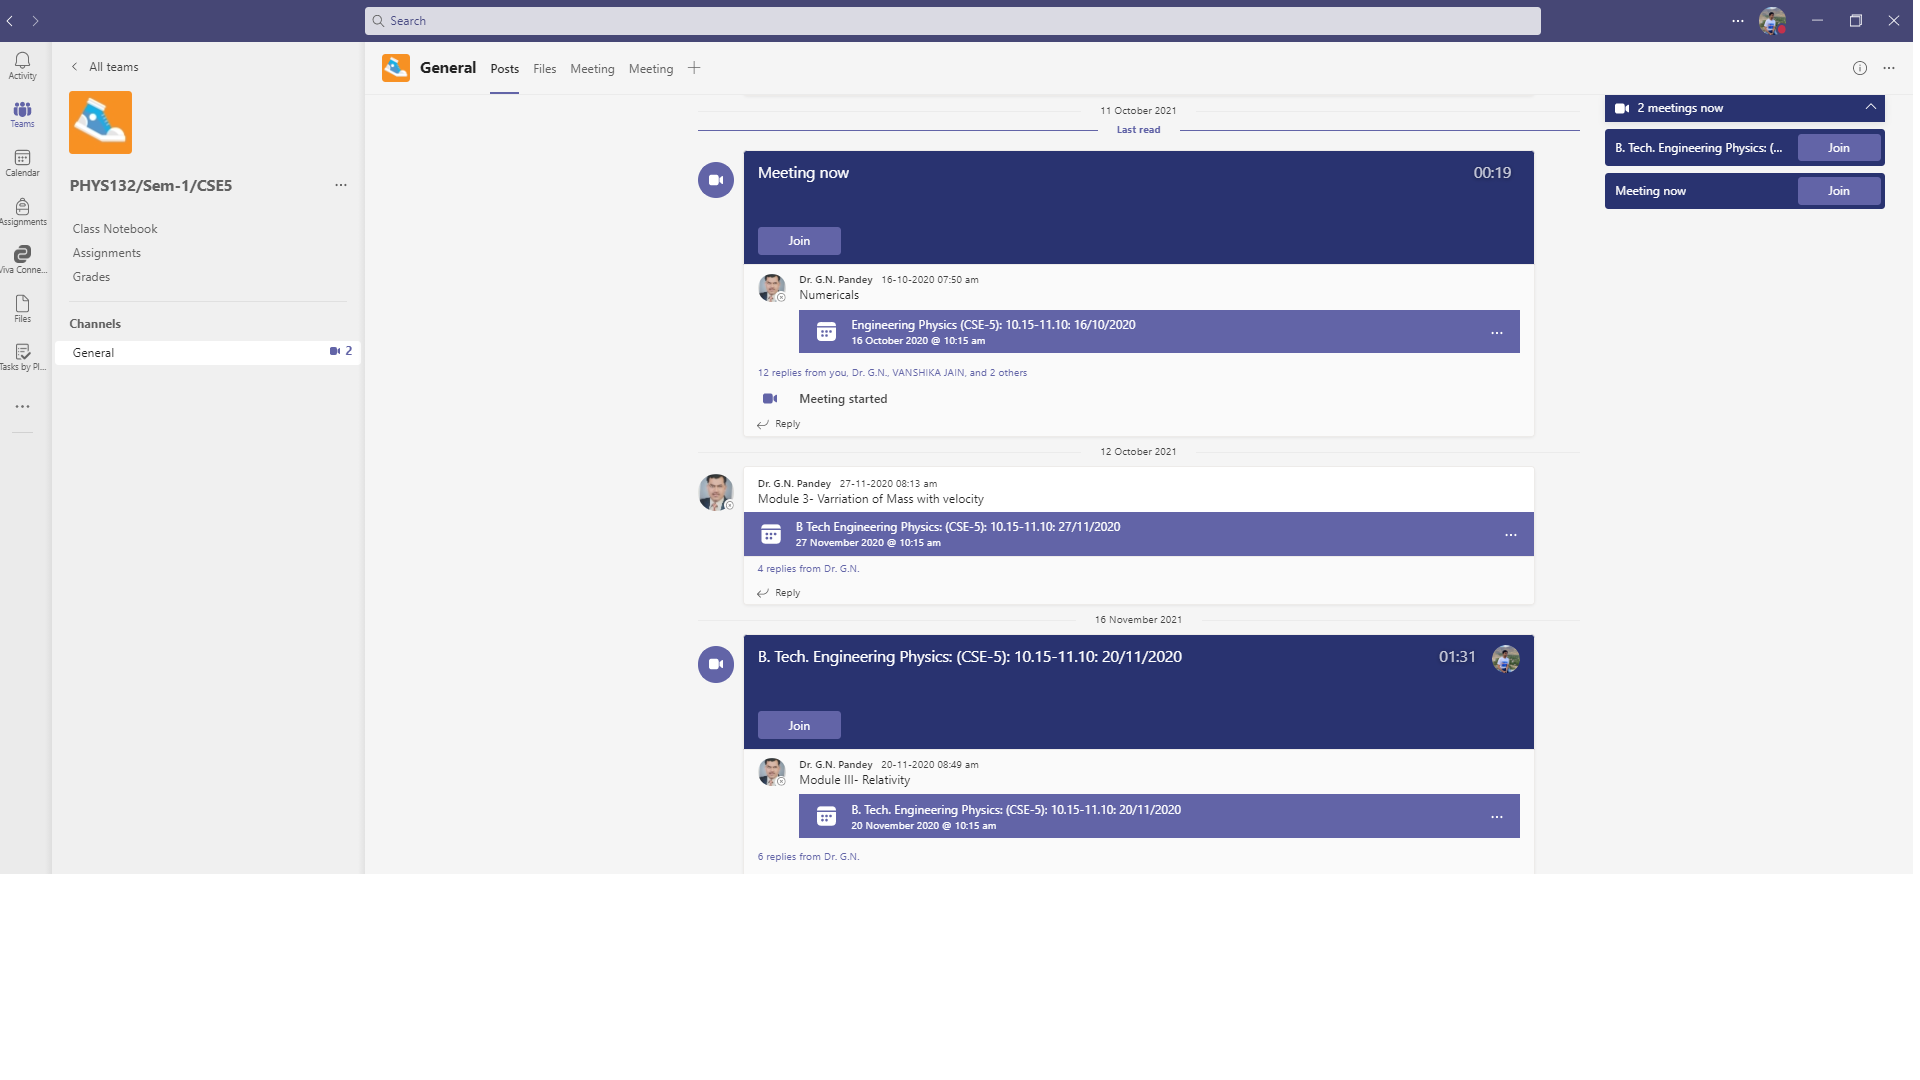 Search
Activity
Teams
Calendar
Assignments
Viva Conne...
Files
Tasks by Pl...
All teams
PHYS132/Sem-1/CSE5
Class Notebook
Assignments
Grades
Channels
General
2
General
Posts
Files
Meeting
Meeting
11 October 2021
Last read
Meeting now
00:19
Join
Dr. G.N. Pandey 16-10-2020 07:50 am
Numericals
Engineering Physics (CSE-5): 10.15-11.10: 16/10/2020
16 October 2020 @ 10:15 am
12 replies from you, Dr. G.N., VANSHIKA JAIN, and 2 others
Meeting started
Reply
12 October 2021
Dr. G.N. Pandey 27-11-2020 08:13 am
Module 3- Varriation of Mass with velocity
B Tech Engineering Physics: (CSE-5): 10.15-11.10: 27/11/2020
27 November 2020 @ 10:15 am
4 replies from Dr. G.N.
Reply
16 November 2021
B. Tech. Engineering Physics: (CSE-5): 10.15-11.10: 20/11/2020
01:31
Join
Dr. G.N. Pandey 20-11-2020 08:49 am
Module III- Relativity
B. Tech. Engineering Physics: (CSE-5): 10.15-11.10: 20/11/2020
20 November 2020 @ 10:15 am
6 replies from Dr. G.N.
2 meetings now
B. Tech. Engineering Physics: (...
Join
Meeting now
Join